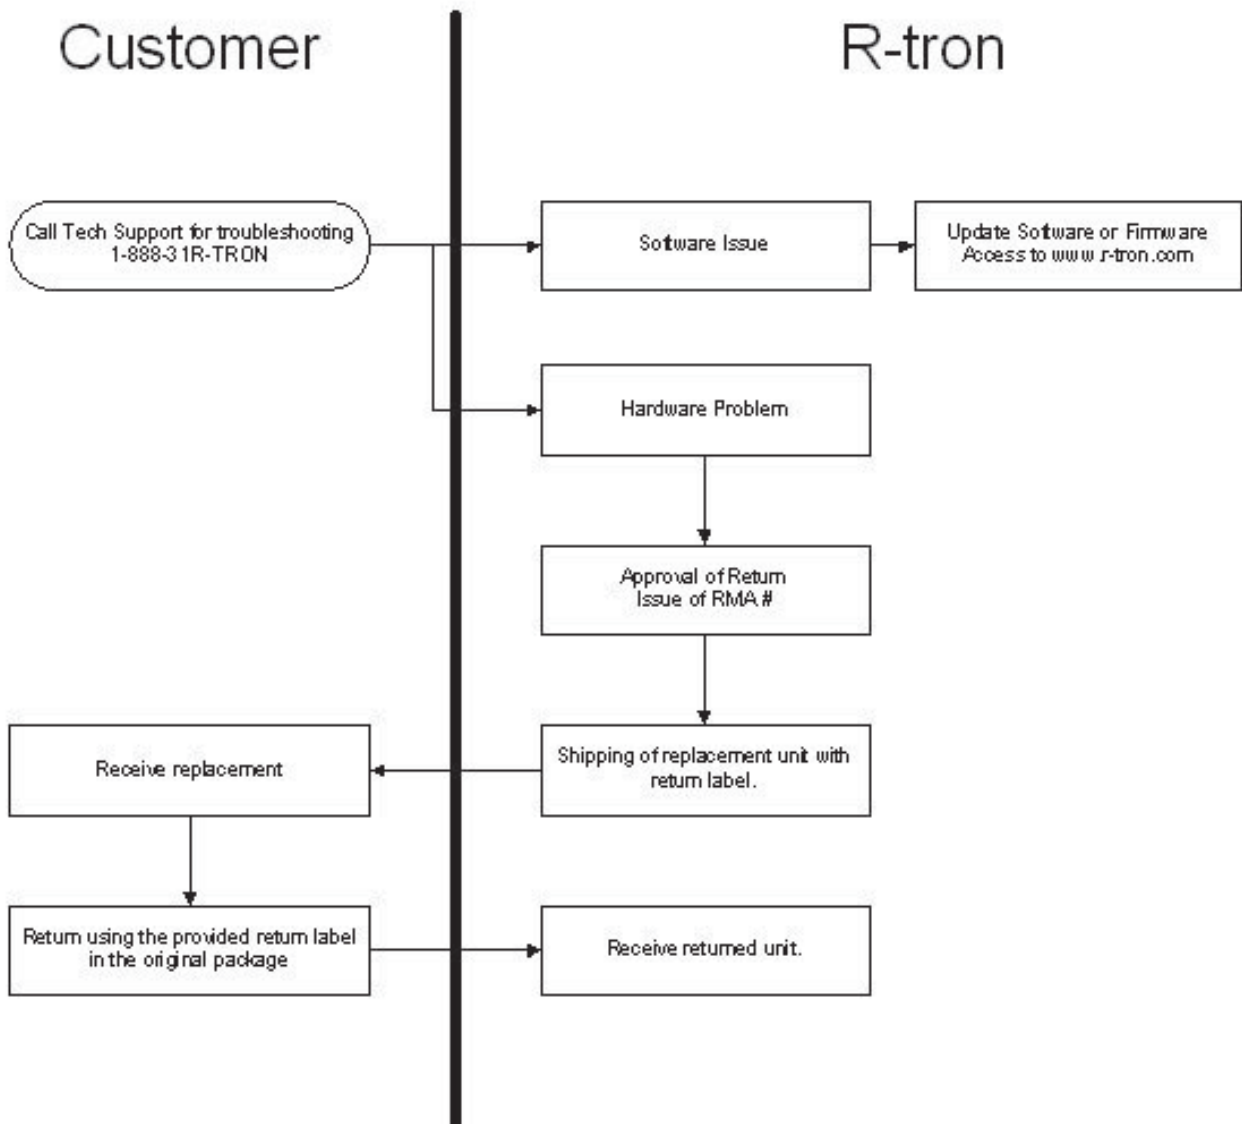 Customer
R-tron
Call Tech Support for troubleshooting
1-888-31R-TRON
Software Issue
Update Software or Firmware
Access to www.r-tron.com
Hardware Problem
Approval of Return
Issue of RMA #
Shipping of replacement unit with
return label.
Receive replacement
Return using the provided return label
in the original package
Receive returned unit.